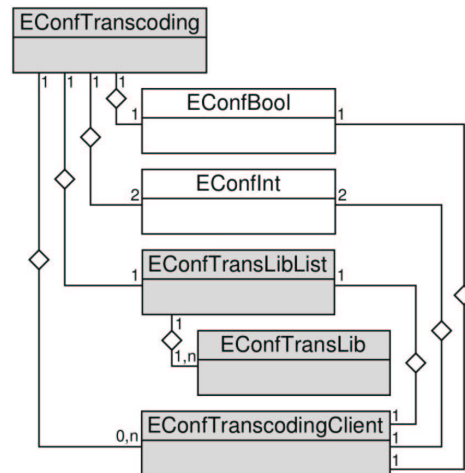 EConfTranscoding
1 1 1 1
EConfBool
1 1
EConfInt
2 2
EConfTransLibList
1 1
1
EConfTransLib
1,n
EConfTranscodingClient
1
0,n 1
1